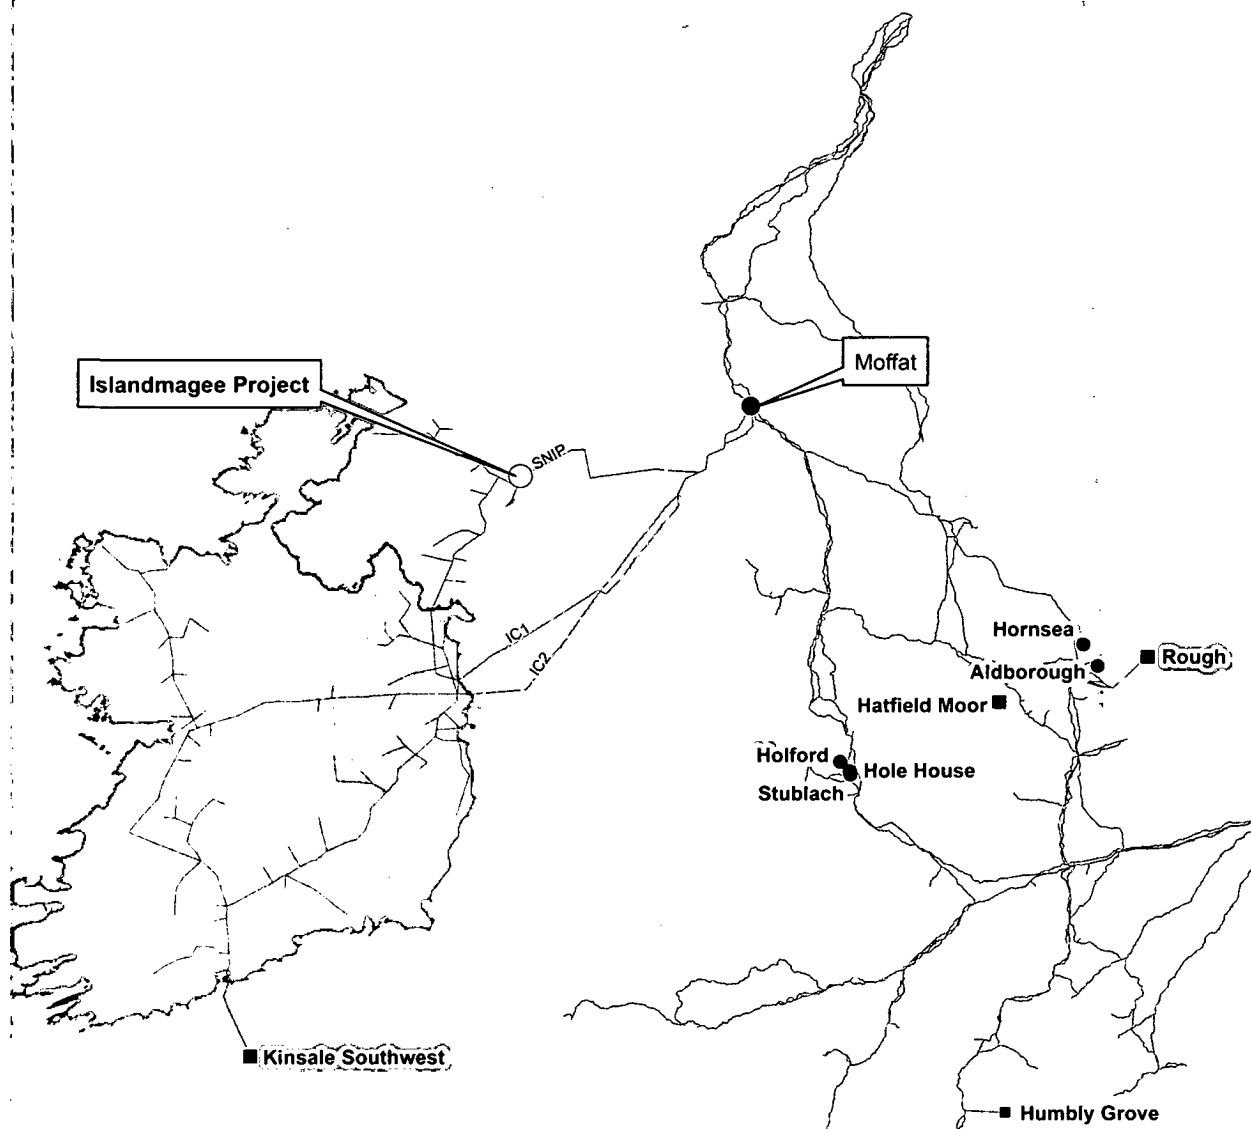 Moffat
Islandmagee Project
SNIP
IC1
IC2
Hornsea
Aldborough
Rough
Hatfield Moor
Holford
Hole House
Stublach
Kinsale Southwest
Humbly Grove